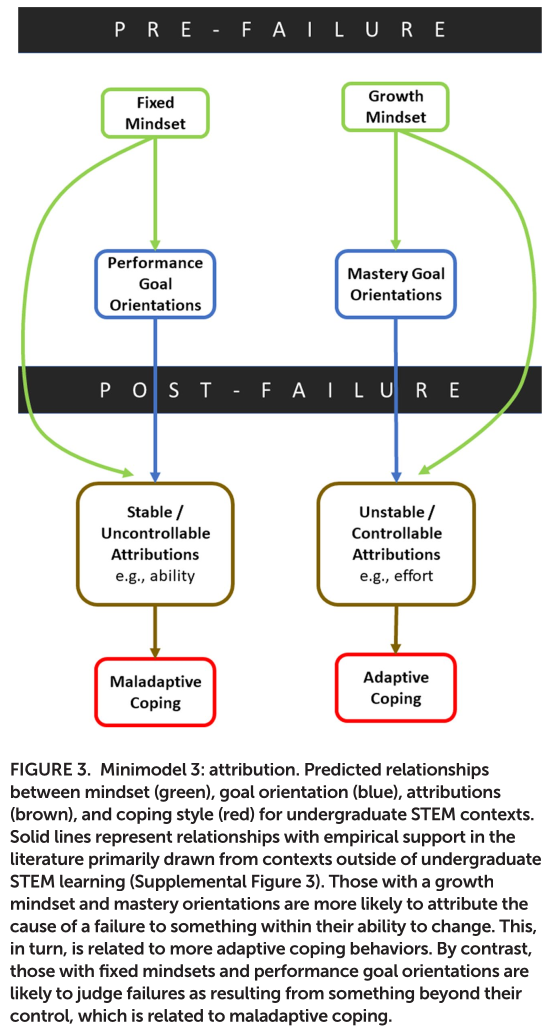 PRE-FAILURE
Fixed
Mindset
Growth
Mindset
Performance
Goal
Orientations
Mastery Goal
Orientations
POST-FAILURE
Stable /
Uncontrollable
Attributions
e.g., ability
Unstable /
Controllable
Attributions
e.g., effort
Maladaptive
Coping
Adaptive
Coping
FIGURE 3. Minimodel 3: attribution. Predicted relationships
between mindset (green), goal orientation (blue), attributions
(brown), and coping style (red) for undergraduate STEM contexts.
Solid lines represent relationships with empirical support in the
literature primarily drawn from contexts outside of undergraduate
STEM learning (Supplemental Figure 3). Those with a growth
mindset and mastery orientations are more likely to attribute the
cause of a failure to something within their ability to change. This,
in turn, is related to more adaptive coping behaviors. By contrast,
those with fixed mindsets and performance goal orientations are
likely to judge failures as resulting from something beyond their
control, which is related to maladaptive coping.